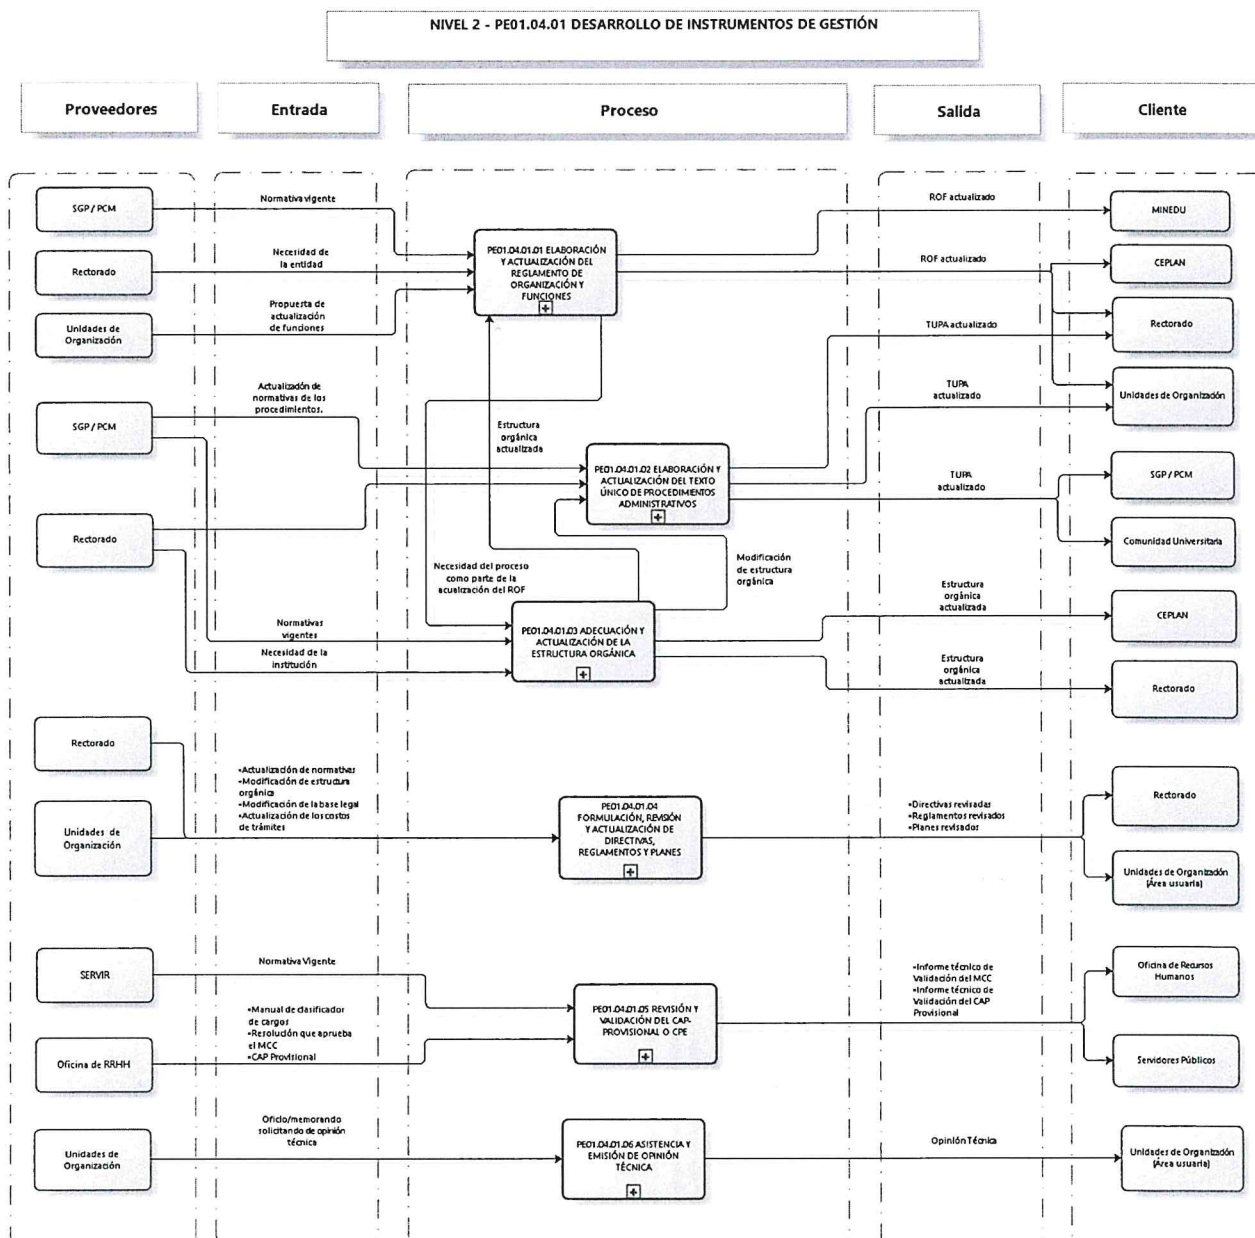 NIVEL 2 - PE01.04.01 DESARROLLO DE INSTRUMENTOS DE GESTIÓN
Proveedores
Entrada
Proceso
Salida
Cliente
SGP / PCM
Normativa vigente
ROF actualizado
MINEDU
PE01.04.01.01 ELABORACIÓN
Y ACTUALIZACIÓN DEL
REGLAMENTO DE
ORGANIZACIÓN Y
FUNCIONES
Rectorado
Necesidad de
la entidad
ROF actualizado
CEPLAN
Unidades de
Organización
Propuesta de
actualización
de funciones
TUPA actualizado
Rectorado
SGP / PCM
Actualización de
normativas de los
procedimientos.
TUPA
actualizado
Unidades de Organización
Estructura
orgánica
actualizada
PE01.04.01.02 ELABORACIÓN Y
ACTUALIZACIÓN DEL TEXTO
ÚNICO DE PROCEDIMIENTOS
ADMINISTRATIVOS
TUPA
actualizado
SGP / PCM
Rectorado
Comunidad Universitaria
Necesidad del proceso
como parte de la
acualización del ROF
Modificación
de estructura
orgánica
Estructura
orgánica
actualizada
CEPLAN
Normativas
vigentes
Necesidad de la
institución
PE01.04.01.03 ADECUACIÓN Y
ACTUALIZACIÓN DE LA
ESTRUCTURA ORGÁNICA
Estructura
orgánica
actualizada
Rectorado
Rectorado
•Actualización de normativas
•Modificación de estructura
orgánica
•Modificación de la base legal
•Actualización de los costos
de trámites
Unidades de
Organización
PE01.04.01.04
FORMULACIÓN, REVISIÓN
Y ACTUALIZACIÓN DE
DIRECTIVAS,
REGLAMENTOS Y PLANES
•Directivas revisadas
•Reglamentos revisados
•Planes revisados
Rectorado
Unidades de Organización
(Área usuaria)
SERVIR
Normativa Vigente
•Manual de clasificador
de cargos
•Resolución que aprueba
el MCC
•CAP Provisional
Oficina de RRHH
PE01.04.01.05 REVISIÓN Y
VALIDACIÓN DEL CAP-
PROVISIONAL O CPE
•Informe técnico de
Validación del MCC
•Informe técnico de
Validación del CAP
Provisional
Oficina de Recursos
Humanos
Servidores Públicos
Unidades de
Organización
Oficio/memorando
solicitando de opinión
técnica
PE01.04.01.06 ASISTENCIA Y
EMISIÓN DE OPINIÓN
TÉCNICA
Opinión Técnica
Unidades de Organización
(Área usuaria)